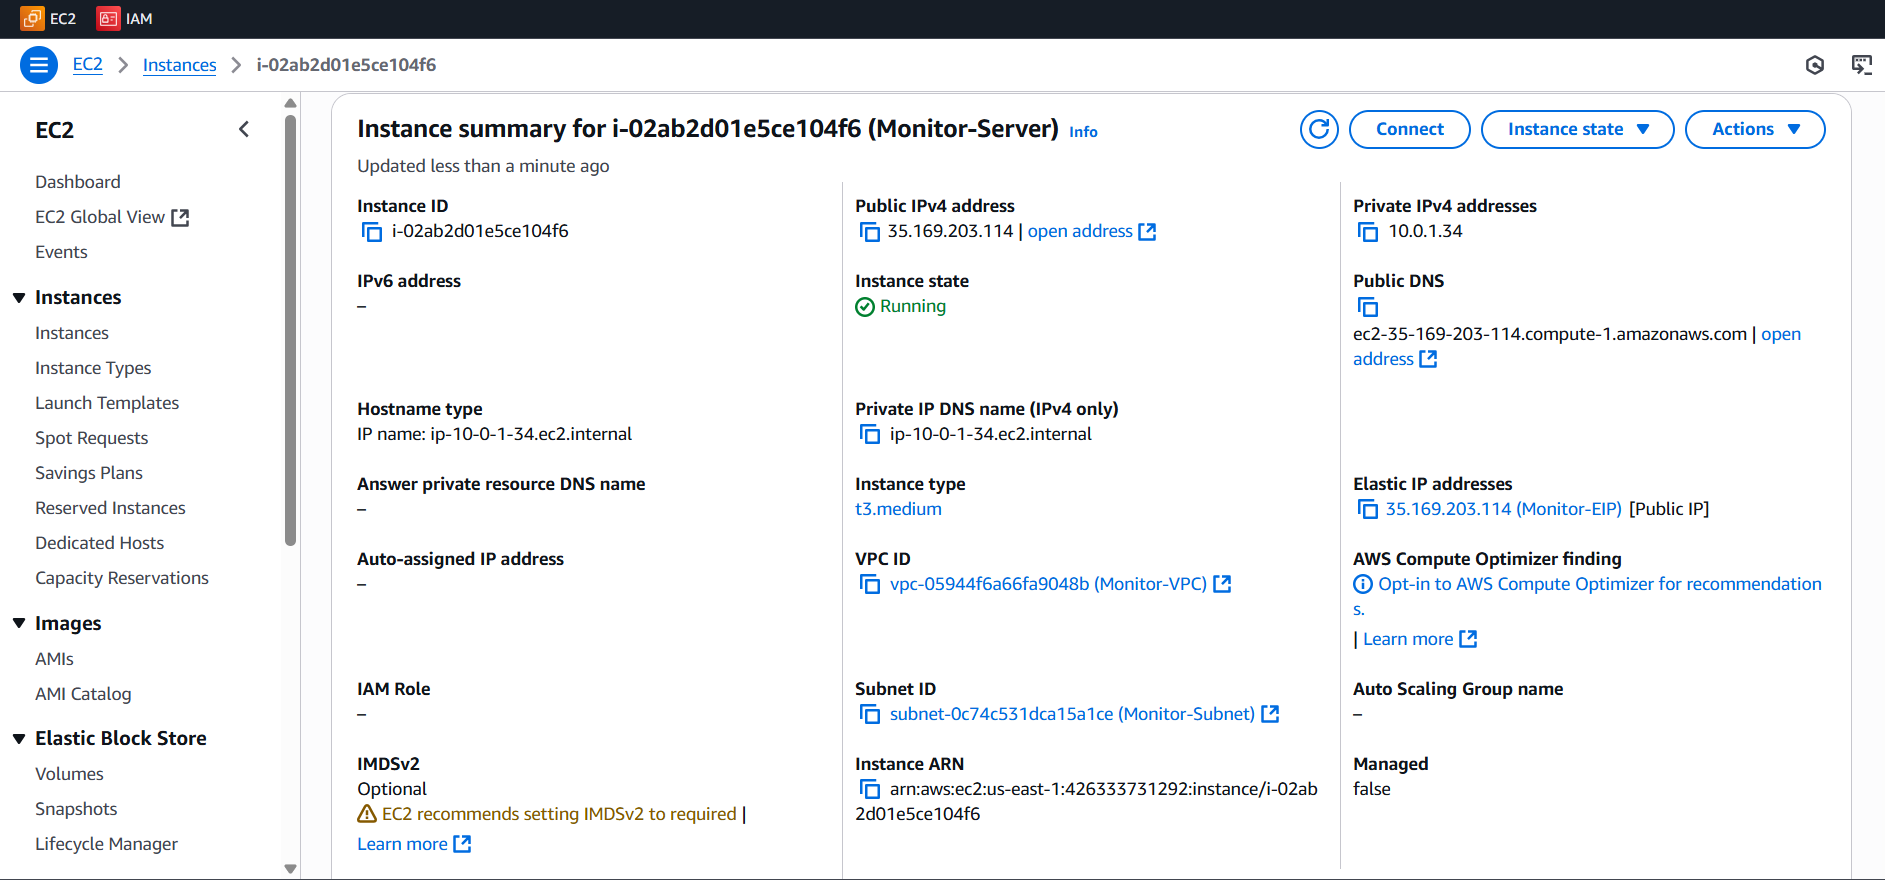 EC2 IAM
EC2 Instances i-02ab2d01e5ce104f6
EC2
Dashboard
EC2 Global View
Events
Instances
Instances
Instance Types
Launch Templates
Spot Requests
Savings Plans
Reserved Instances
Dedicated Hosts
Capacity Reservations
Images
AMIs
AMI Catalog
Elastic Block Store
Volumes
Snapshots
Lifecycle Manager
Instance summary for i-02ab2d01e5ce104f6 (Monitor-Server) Info
Connect
Instance state
Actions
Updated less than a minute ago
Instance ID
i-02ab2d01e5ce104f6
Public IPv4 address
35.169.203.114 | open address
Private IPv4 addresses
10.0.1.34
IPv6 address
–
Instance state
Running
Public DNS
ec2-35-169-203-114.compute-1.amazonaws.com | open
address
Hostname type
IP name: ip-10-0-1-34.ec2.internal
Private IP DNS name (IPv4 only)
ip-10-0-1-34.ec2.internal
Answer private resource DNS name
–
Instance type
t3.medium
Elastic IP addresses
35.169.203.114 (Monitor-EIP) [Public IP]
Auto-assigned IP address
–
VPC ID
vpc-05944f6a66fa9048b (Monitor-VPC)
AWS Compute Optimizer finding
Opt-in to AWS Compute Optimizer for recommendation
s.
| Learn more
IAM Role
–
Subnet ID
subnet-0c74c531dca15a1ce (Monitor-Subnet)
Auto Scaling Group name
–
IMDSv2
Optional
EC2 recommends setting IMDSv2 to required |
Learn more
Instance ARN
arn:aws:ec2:us-east-1:426333731292:instance/i-02ab
2d01e5ce104f6
Managed
false